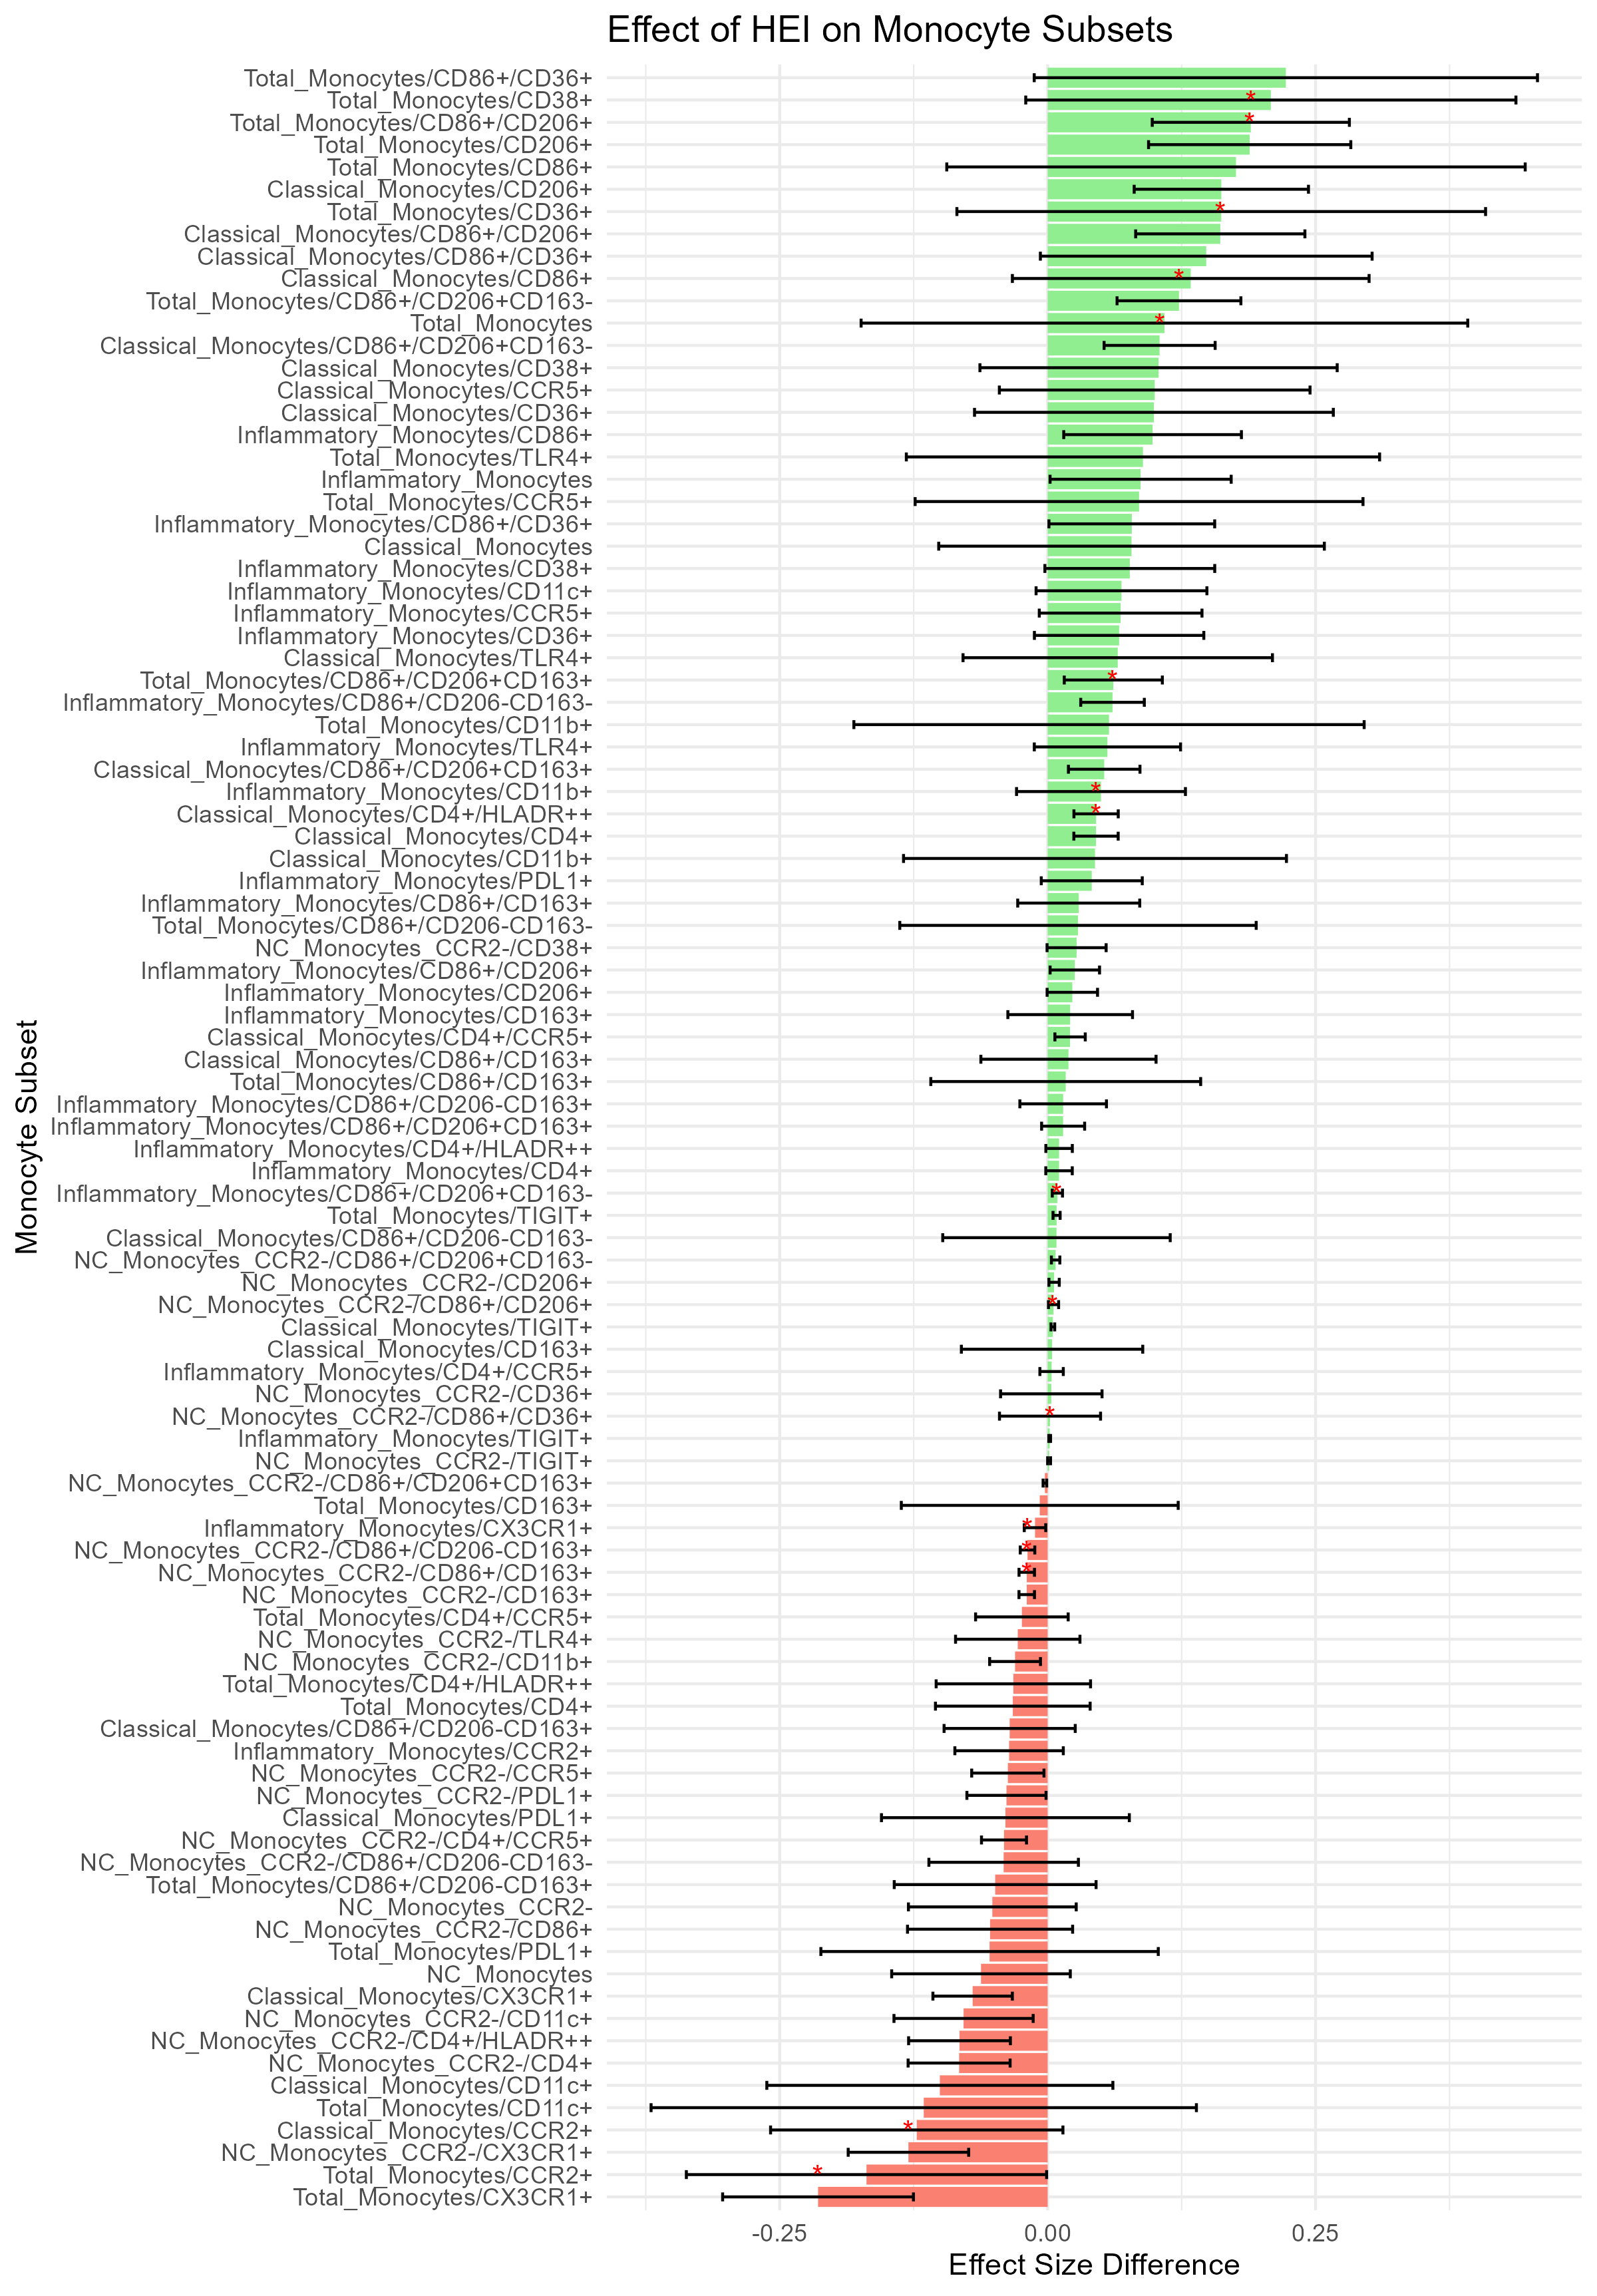 Effect of HEI on Monocyte Subsets
Total_Monocytes/CD86+/CD36+
Total_Monocytes/CD38+
Total_Monocytes/CD86+/CD206+
Total_Monocytes/CD206+
Total_Monocytes/CD86+
Classical_Monocytes/CD206+
Total_Monocytes/CD36+
Classical_Monocytes/CD86+/CD206+
Classical_Monocytes/CD86+/CD36+
Classical_Monocytes/CD86+
Total_Monocytes/CD86+/CD206+CD163-
Total_Monocytes
Classical_Monocytes/CD86+/CD206+CD163-
Classical_Monocytes/CD38+
Classical_Monocytes/CCR5+
Classical_Monocytes/CD36+
Inflammatory_Monocytes/CD86+
Total_Monocytes/TLR4+
Inflammatory_Monocytes
Total_Monocytes/CCR5+
Inflammatory_Monocytes/CD86+/CD36+
Classical_Monocytes
Inflammatory_Monocytes/CD38+
Inflammatory_Monocytes/CD11c+
Inflammatory_Monocytes/CCR5+
Inflammatory_Monocytes/CD36+
Classical_Monocytes/TLR4+
Total_Monocytes/CD86+/CD206+CD163+
Inflammatory_Monocytes/CD86+/CD206-CD163-
Total_Monocytes/CD11b+
Inflammatory_Monocytes/TLR4+
Classical_Monocytes/CD86+/CD206+CD163+
Inflammatory_Monocytes/CD11b+
Classical_Monocytes/CD4+/HLADR++
Classical_Monocytes/CD4+
Classical_Monocytes/CD11b+
Inflammatory_Monocytes/PDL1+
Inflammatory_Monocytes/CD86+/CD163+
Total_Monocytes/CD86+/CD206-CD163-
NC_Monocytes_CCR2-/CD38+
Inflammatory_Monocytes/CD86+/CD206+
Inflammatory_Monocytes/CD206+
Inflammatory_Monocytes/CD163+
Classical_Monocytes/CD4+/CCR5+
Classical_Monocytes/CD86+/CD163+
Total_Monocytes/CD86+/CD163+
Inflammatory_Monocytes/CD86+/CD206-CD163+
Inflammatory_Monocytes/CD86+/CD206+CD163+
Inflammatory_Monocytes/CD4+/HLADR++
Inflammatory_Monocytes/CD4+
Inflammatory_Monocytes/CD86+/CD206+CD163-
Total_Monocytes/TIGIT+
Classical_Monocytes/CD86+/CD206-CD163-
NC_Monocytes_CCR2-/CD86+/CD206+CD163-
NC_Monocytes_CCR2-/CD206+
NC_Monocytes_CCR2-/CD86+/CD206+
Classical_Monocytes/TIGIT+
Classical_Monocytes/CD163+
Inflammatory_Monocytes/CD4+/CCR5+
NC_Monocytes_CCR2-/CD36+
NC_Monocytes_CCR2-/CD86+/CD36+
Inflammatory_Monocytes/TIGIT+
NC_Monocytes_CCR2-/TIGIT+
NC_Monocytes_CCR2-/CD86+/CD206+CD163+
Total_Monocytes/CD163+
Inflammatory_Monocytes/CX3CR1+
NC_Monocytes_CCR2-/CD86+/CD206-CD163+
NC_Monocytes_CCR2-/CD86+/CD163+
NC_Monocytes_CCR2-/CD163+
Total_Monocytes/CD4+/CCR5+
NC_Monocytes_CCR2-/TLR4+
NC_Monocytes_CCR2-/CD11b+
Total_Monocytes/CD4+/HLADR++
Total_Monocytes/CD4+
Classical_Monocytes/CD86+/CD206-CD163+
Inflammatory_Monocytes/CCR2+
NC_Monocytes_CCR2-/CCR5+
NC_Monocytes_CCR2-/PDL1+
Classical_Monocytes/PDL1+
NC_Monocytes_CCR2-/CD4+/CCR5+
NC_Monocytes_CCR2-/CD86+/CD206-CD163-
Total_Monocytes/CD86+/CD206-CD163+
NC_Monocytes_CCR2-
NC_Monocytes_CCR2-/CD86+
Total_Monocytes/PDL1+
NC_Monocytes
Classical_Monocytes/CX3CR1+
NC_Monocytes_CCR2-/CD11c+
NC_Monocytes_CCR2-/CD4+/HLADR++
NC_Monocytes_CCR2-/CD4+
Classical_Monocytes/CD11c+
Total_Monocytes/CD11c+
Classical_Monocytes/CCR2+
NC_Monocytes_CCR2-/CX3CR1+
Total_Monocytes/CCR2+
Total_Monocytes/CX3CR1+
Monocyte Subset
-0.25 0.00 0.25
Effect Size Difference